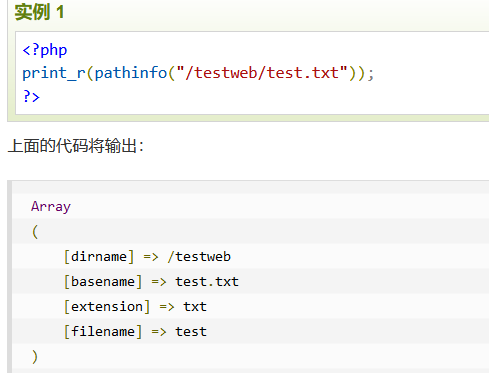 实例 1
<?php
print_r(pathinfo("/testweb/test.txt"));
?>
上面的代码将输出：
Array
(
[dirname] => /testweb
[basename] => test.txt
[extension] => txt
[filename] => test
)